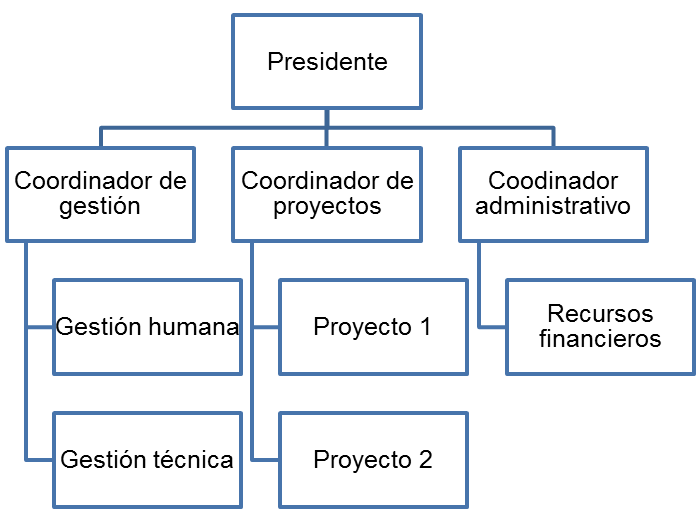 Presidente
Coordinador de
gestión
Coordinador de
proyectos
Coodinador
administrativo
Gestión humana
Proyecto 1
Recursos
financieros
Gestión técnica
Proyecto 2